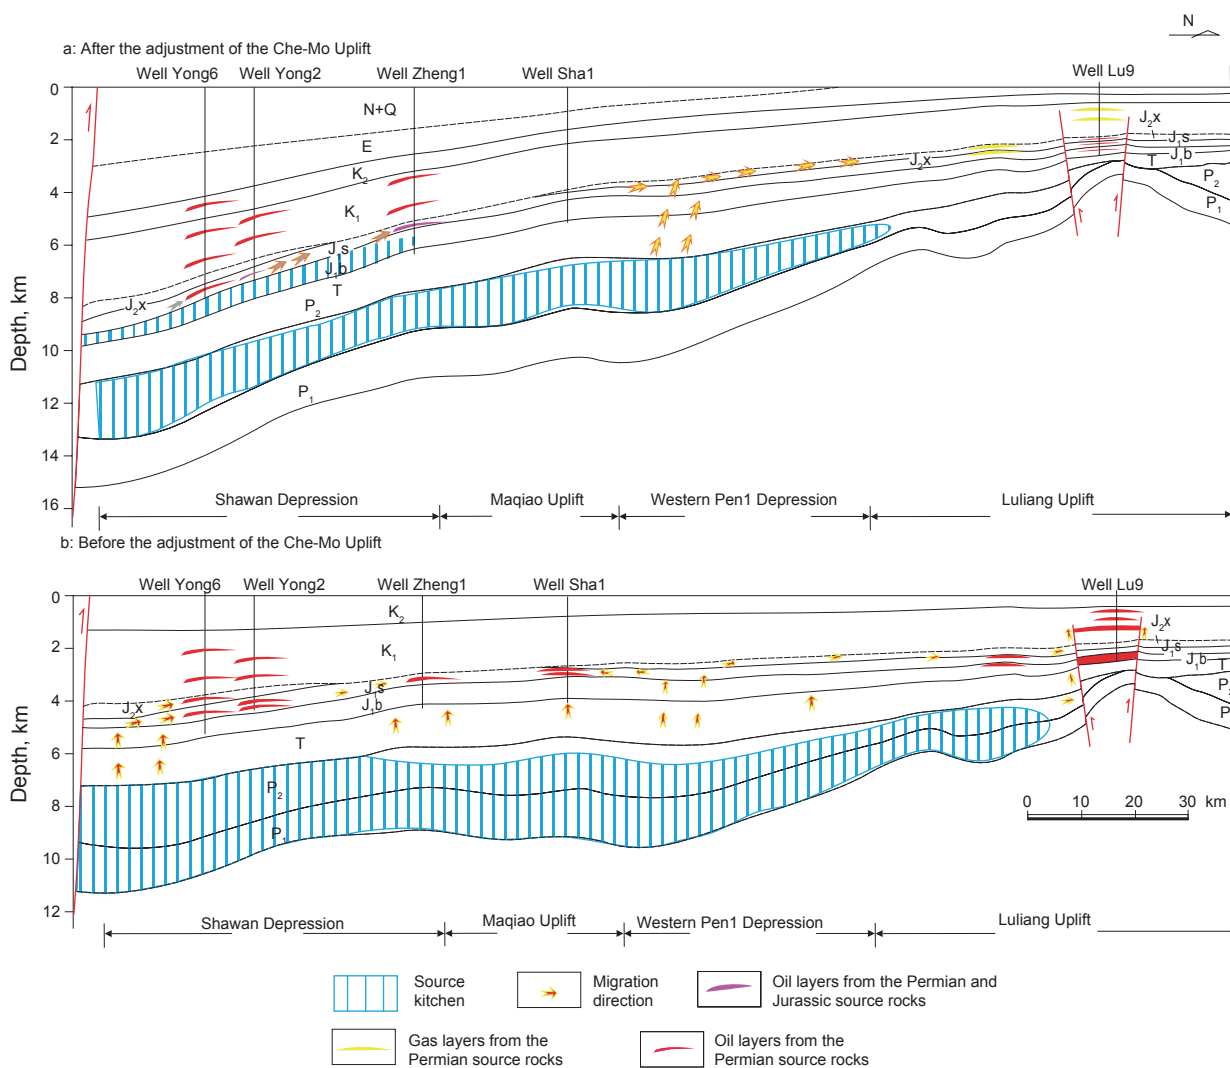 N
a: After the adjustment of the Che-Mo Uplift
Well Yong6 Well Yong2 Well Zheng1 Well Sha1 Well Lu9
0
2
4
6
8
10
12
14
16
Depth, km
N+Q
E
K2
K1
J1s
J1b
T
J2x
P2
P1
J2x
J2x
J1s
J1b
T
P2
P1
Shawan Depression Maqiao Uplift Western Pen1 Depression Luliang Uplift
b: Before the adjustment of the Che-Mo Uplift
Well Yong6 Well Yong2 Well Zheng1 Well Sha1 Well Lu9
0
2
4
6
8
10
12
Depth, km
K2
K1
J1s
J2x
J1b
T
P2
P1
J2x
J1s
J1b
T
P
P
0 10 20 30 km
Shawan Depression Maqiao Uplift Western Pen1 Depression Luliang Uplift
Source
kitchen
Migration
direction
Oil layers from the Permian and
Jurassic source rocks
Gas layers from the
Permian source rocks
Oil layers from the
Permian source rocks